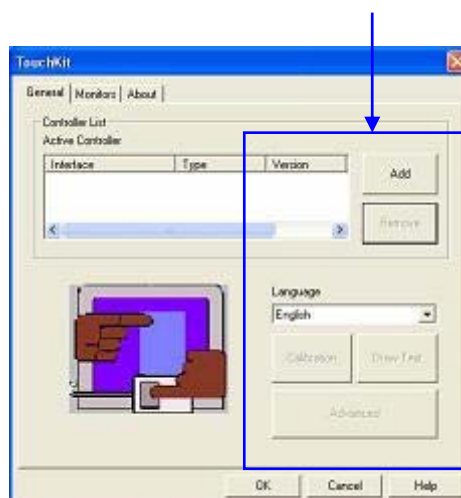 TouchKit
General Monitors About
Controller List
Active Controller
Interface Type Version
Add
Remove
Language
English
Calibration Draw Test
Advanced
OK Cancel Help